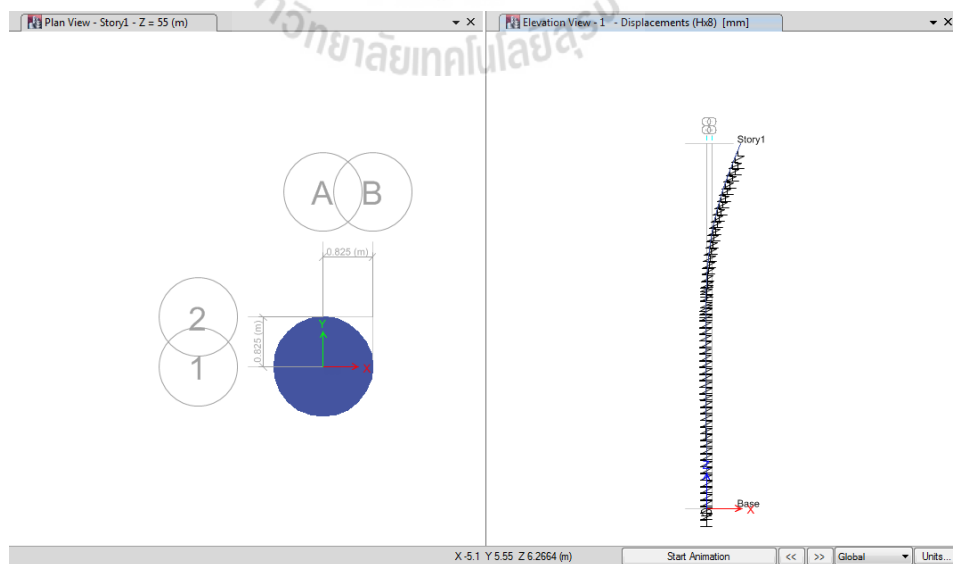 Plan View - Story1 - Z = 55 (m)
Elevation View - 1 - Displacements (Hx8) [mm]
A B
0.825 (m)
2
1
0.825 (m)
Y
X
Story1
Base
X
X -5.1 Y 5.55 Z 6.2664 (m)
Start Animation
<<
>>
Global
Units...